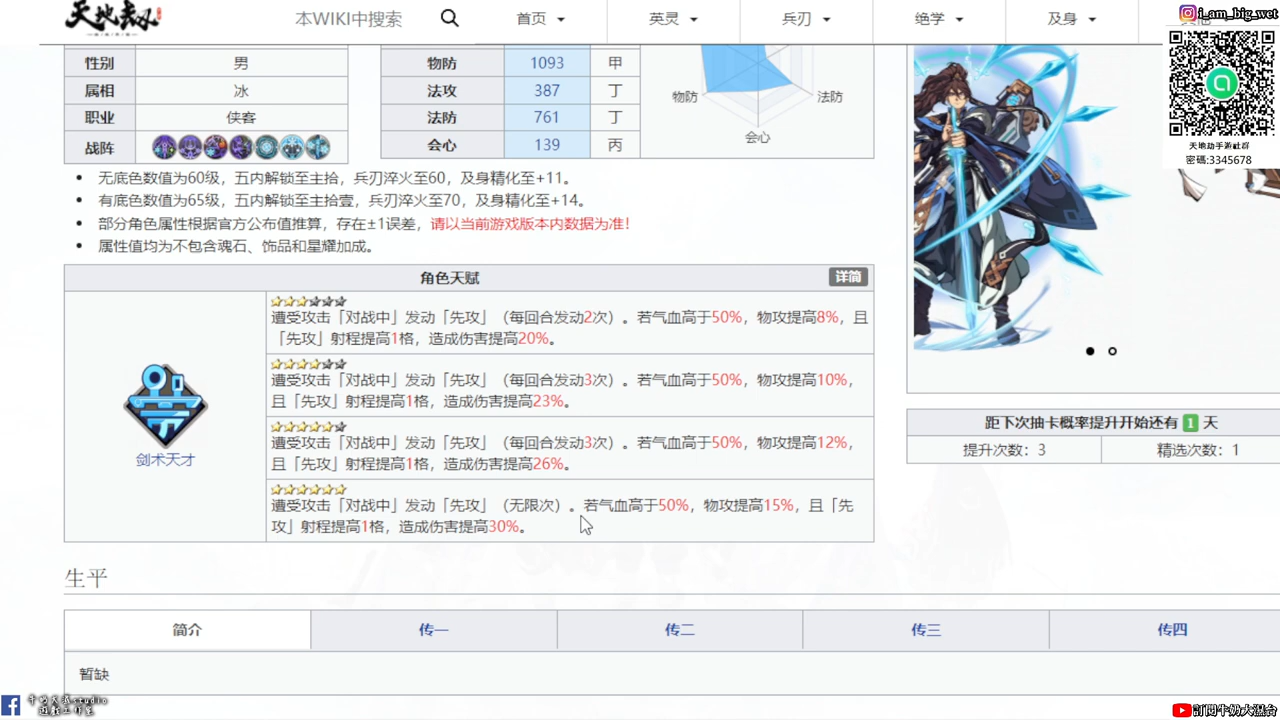 天地劫
本WIKI中搜索
首页
英灵
兵刃
绝学
及身
i_am_big_wet
性别 男
属相 冰
职业 侠客
战阵
物防 1093 甲
法攻 387 丁
法防 761 丁
会心 139 丙
物防
法防
会心
天地劫手游社群
密碼:3345678
无底色数值为60级，五内解锁至主拾，兵刃淬火至60，及身精化至+11。
有底色数值为65级，五内解锁至主拾壹，兵刃淬火至70，及身精化至+14。
部分角色属性根据官方公布值推算，存在±1误差，请以当前游戏版本内数据为准！
属性值均为不包含魂石、饰品和星耀加成。
角色天赋
详简
剑术天才
遭受攻击「对战中」发动「先攻」（每回合发动2次）。若气血高于50%，物攻提高8%，且
「先攻」射程提高1格，造成伤害提高20%。
遭受攻击「对战中」发动「先攻」（每回合发动3次）。若气血高于50%，物攻提高10%，
且「先攻」射程提高1格，造成伤害提高23%。
遭受攻击「对战中」发动「先攻」（每回合发动3次）。若气血高于50%，物攻提高12%，
且「先攻」射程提高1格，造成伤害提高26%。
遭受攻击「对战中」发动「先攻」（无限次）。若气血高于50%，物攻提高15%，且「先
攻」射程提高1格，造成伤害提高30%。
距下次抽卡概率提升开始还有 1 天
提升次数：3
精选次数：1
生平
简介
传一
传二
传三
传四
暂缺
遊戲工作室
訂閱牛奶大混台